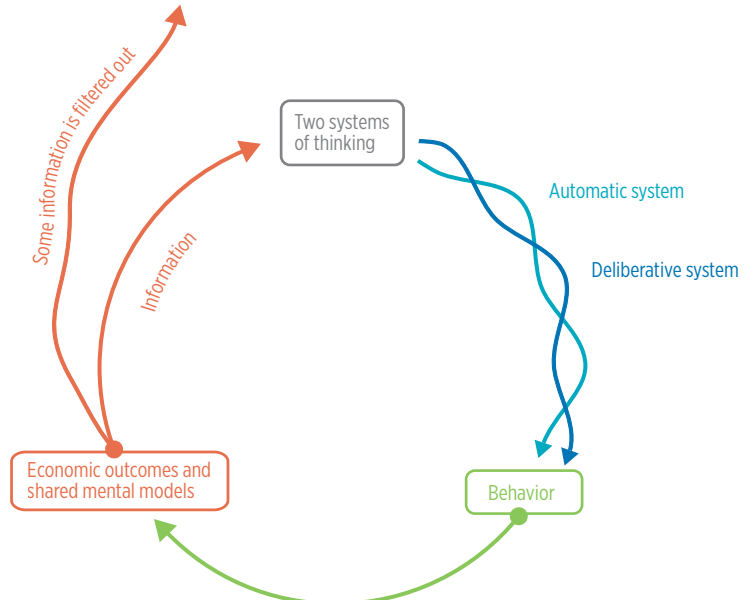 Some information is filtered out
Two systems
of thinking
Information
Automatic system
Deliberative system
Economic outcomes and
shared mental models
Behavior